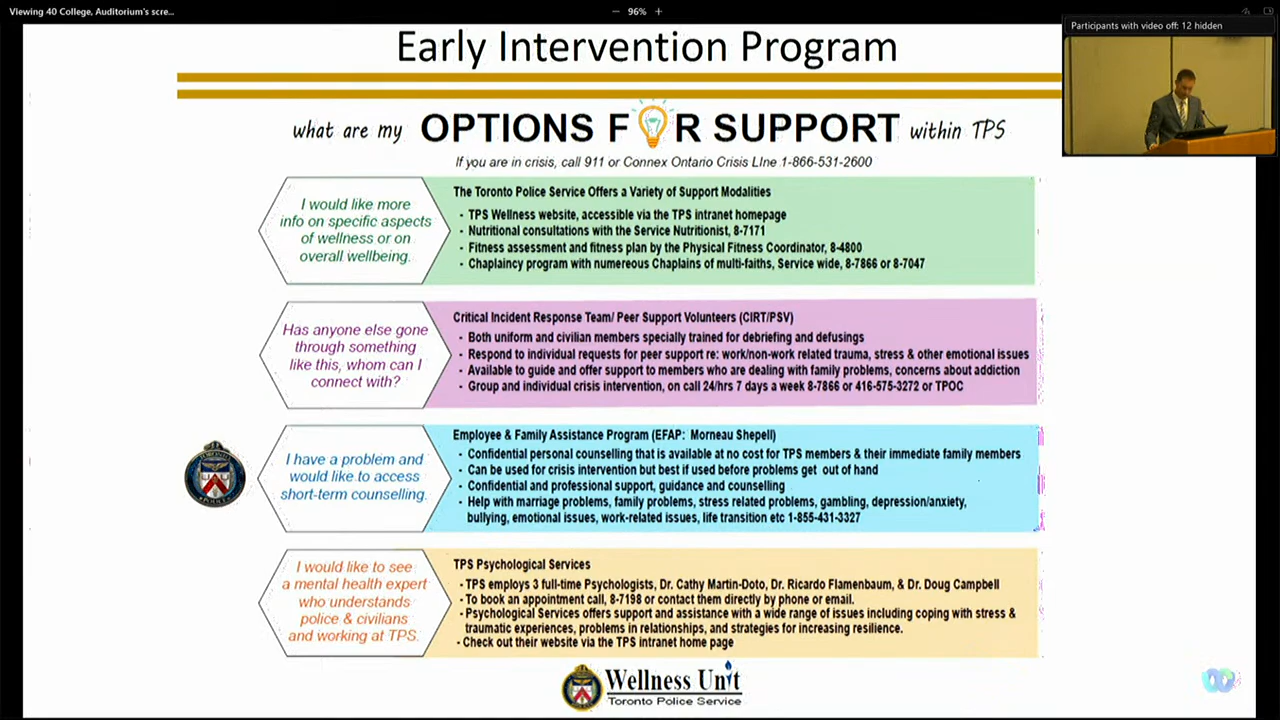 Viewing 40 College, Auditorium's scre...
96%
Participants with video off: 12 hidden
Early Intervention Program
what are my OPTIONS FOR SUPPORT within TPS
If you are in crisis, call 911 or Connex Ontario Crisis LIne 1-866-531-2600
I would like more
info on specific aspects
of wellness or on
overall wellbeing.
The Toronto Police Service Offers a Variety of Support Modalities
- TPS Wellness website, accessible via the TPS intranet homepage
- Nutritional consultations with the Service Nutritionist, 8-7171
- Fitness assessment and fitness plan by the Physical Fitness Coordinator, 8-4800
- Chaplaincy program with numereous Chaplains of multi-faiths, Service wide, 8-7866 or 8-7047
Has anyone else gone
through something
like this, whom can I
connect with?
Critical Incident Response Team/ Peer Support Volunteers (CIRT/PSV)
- Both uniform and civilian members specially trained for debriefing and defusings
- Respond to individual requests for peer support re: work/non-work related trauma, stress & other emotional issues
- Available to guide and offer support to members who are dealing with family problems, concerns about addiction
- Group and individual crisis intervention, on call 24/hrs 7 days a week 8-7866 or 416-575-3272 or TPOC
I have a problem and
would like to access
short-term counselling.
Employee & Family Assistance Program (EFAP: Morneau Shepell)
- Confidential personal counselling that is available at no cost for TPS members & their immediate family members
- Can be used for crisis intervention but best if used before problems get out of hand
- Confidential and professional support, guidance and counselling
- Help with marriage problems, family problems, stress related problems, gambling, depression/anxiety,
bullying, emotional issues, work-related issues, life transition etc 1-855-431-3327
I would like to see
a mental health expert
who understands
police & civilians
and working at TPS.
TPS Psychological Services
- TPS employs 3 full-time Psychologists, Dr. Cathy Martin-Doto, Dr. Ricardo Flamenbaum, & Dr. Doug Campbell
- To book an appointment call, 8-7198 or contact them directly by phone or email.
- Psychological Services offers support and assistance with a wide range of issues including coping with stress &
traumatic experiences, problems in relationships, and strategies for increasing resilience.
- Check out their website via the TPS intranet home page
Wellness Unit
Toronto Police Service